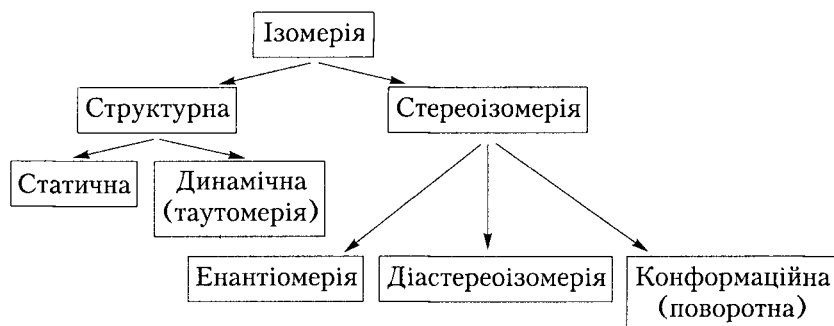 Ізомерія
Структурна
Стереоізомерія
Статична
Динамічна
(таутомерія)
Енантіомерія
Діастереоізомерія
Конформаційна
(поворотна)